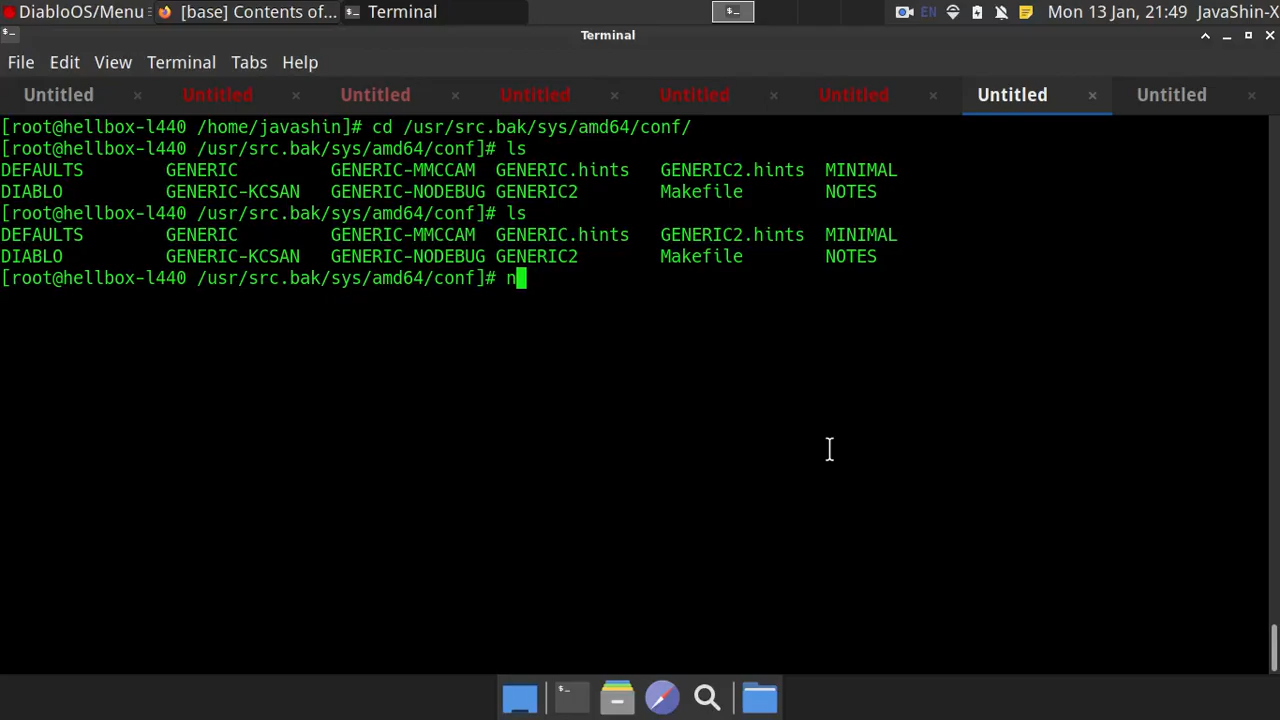 DiabloOS/Menu [base] Contents of... Terminal EN Mon 13 Jan, 21:49 JavaShin-X
Terminal
File Edit View Terminal Tabs Help
Untitled Untitled Untitled Untitled Untitled Untitled Untitled Untitled
[root@hellbox-l440 /home/javashin]# cd /usr/src.bak/sys/amd64/conf/
[root@hellbox-l440 /usr/src.bak/sys/amd64/conf]# ls
DEFAULTS GENERIC GENERIC-MMCCAM GENERIC.hints GENERIC2.hints MINIMAL
DIABLO GENERIC-KCSAN GENERIC-NODEBUG GENERIC2 Makefile NOTES
[root@hellbox-l440 /usr/src.bak/sys/amd64/conf]# ls
DEFAULTS GENERIC GENERIC-MMCCAM GENERIC.hints GENERIC2.hints MINIMAL
DIABLO GENERIC-KCSAN GENERIC-NODEBUG GENERIC2 Makefile NOTES
[root@hellbox-l440 /usr/src.bak/sys/amd64/conf]# n